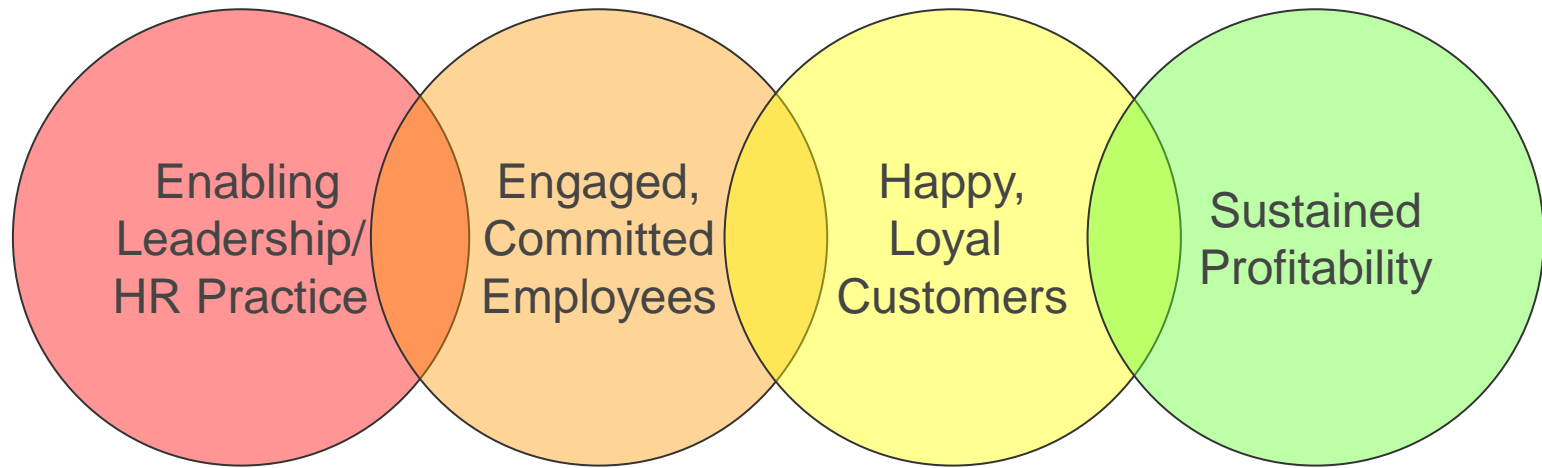 Enabling
Leadership/
HR Practice
Engaged,
Committed
Employees
Happy,
Loyal
Customers
Sustained
Profitability